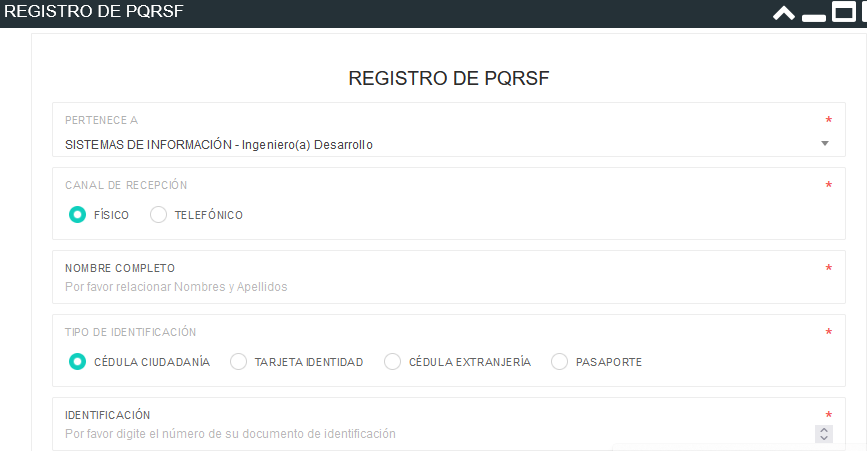 REGISTRO DE PQRSF
REGISTRO DE PQRSF
PERTENECE A *
SISTEMAS DE INFORMACIÓN - Ingeniero(a) Desarrollo
CANAL DE RECEPCIÓN *
FÍSICO TELEFÓNICO
NOMBRE COMPLETO *
Por favor relacionar Nombres y Apellidos
TIPO DE IDENTIFICACIÓN *
CÉDULA CIUDADANÍA TARJETA IDENTIDAD CÉDULA EXTRANJERÍA PASAPORTE
IDENTIFICACIÓN *
Por favor digite el número de su documento de identificación